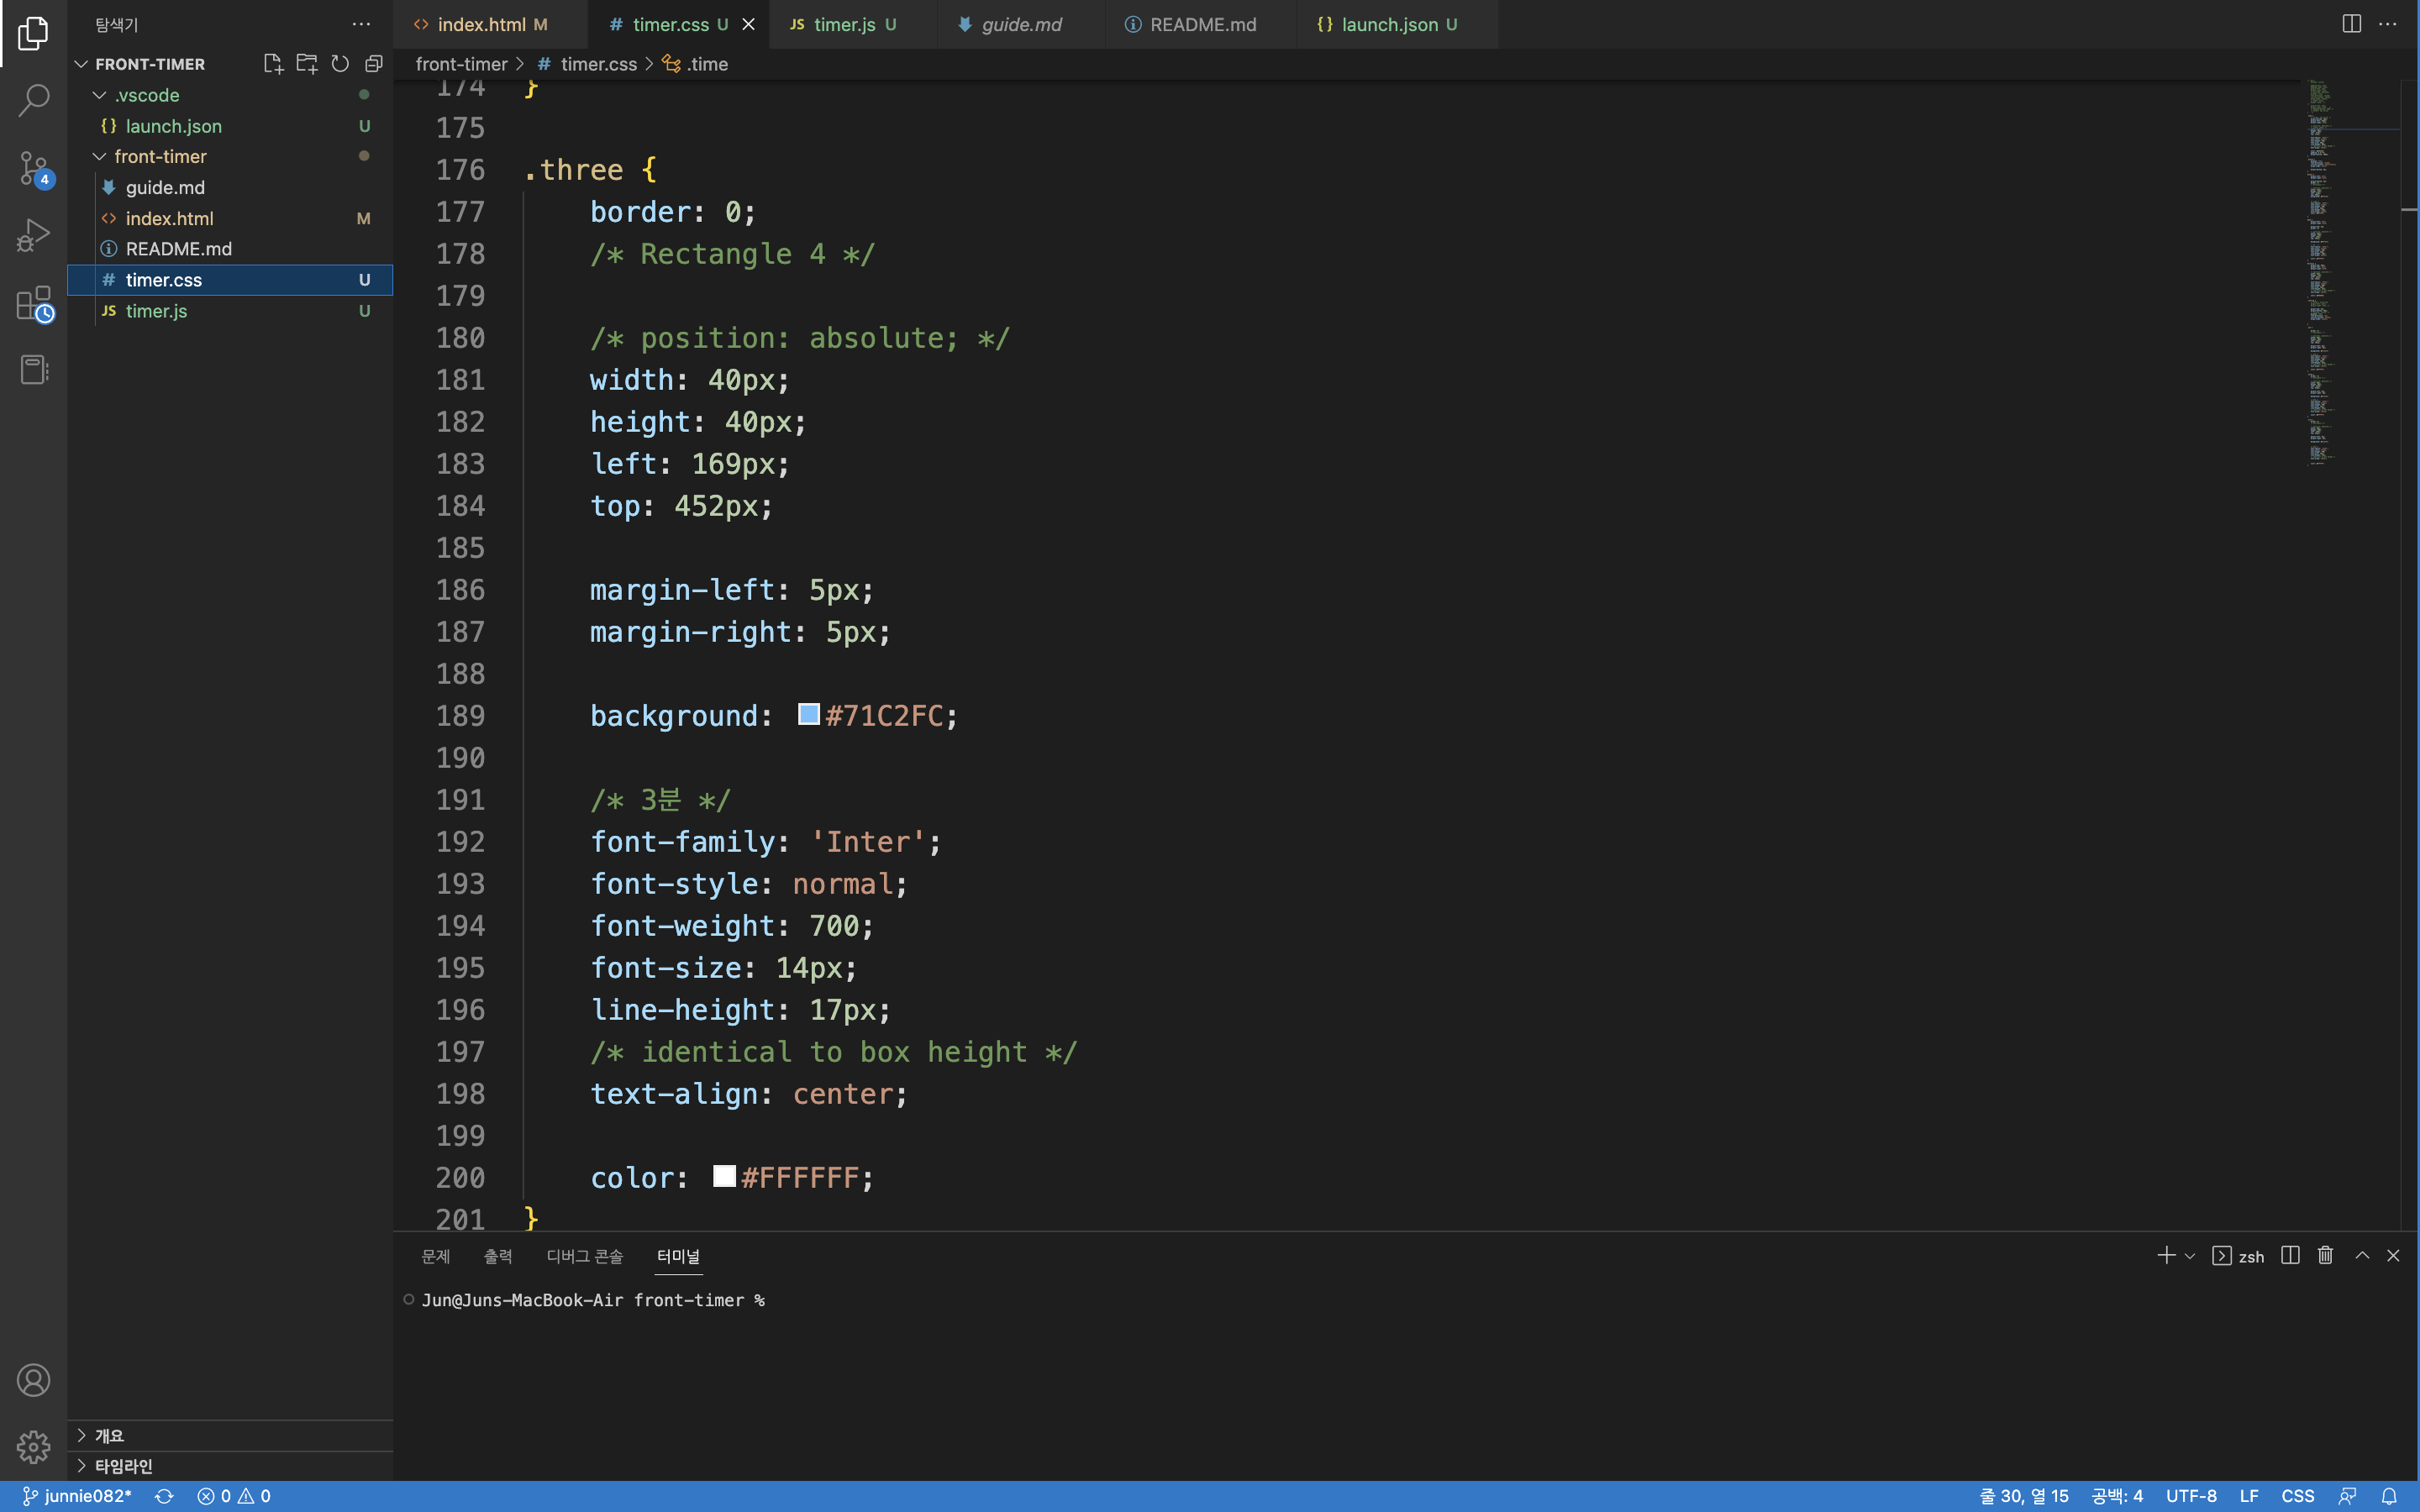 탐색기
FRONT-TIMER
.vscode
{} launch.json U
front-timer
guide.md
<> index.html M
README.md
# timer.css U
JS timer.js U
개요
타임라인
<> index.html M
# timer.css U
JS timer.js U
guide.md
README.md
{} launch.json U
front-timer > # timer.css > .time
174 }
175
176 .three {
177 border: 0;
178 /* Rectangle 4 */
179
180 /* position: absolute; */
181 width: 40px;
182 height: 40px;
183 left: 169px;
184 top: 452px;
185
186 margin-left: 5px;
187 margin-right: 5px;
188
189 background: #71C2FC;
190
191 /* 3분 */
192 font-family: 'Inter';
193 font-style: normal;
194 font-weight: 700;
195 font-size: 14px;
196 line-height: 17px;
197 /* identical to box height */
198 text-align: center;
199
200 color: #FFFFFF;
201 }
문제 출력 디버그 콘솔 터미널
zsh
Jun@Juns-MacBook-Air front-timer %
4
junnie082* 0 0
줄 30, 열 15 공백: 4 UTF-8 LF CSS